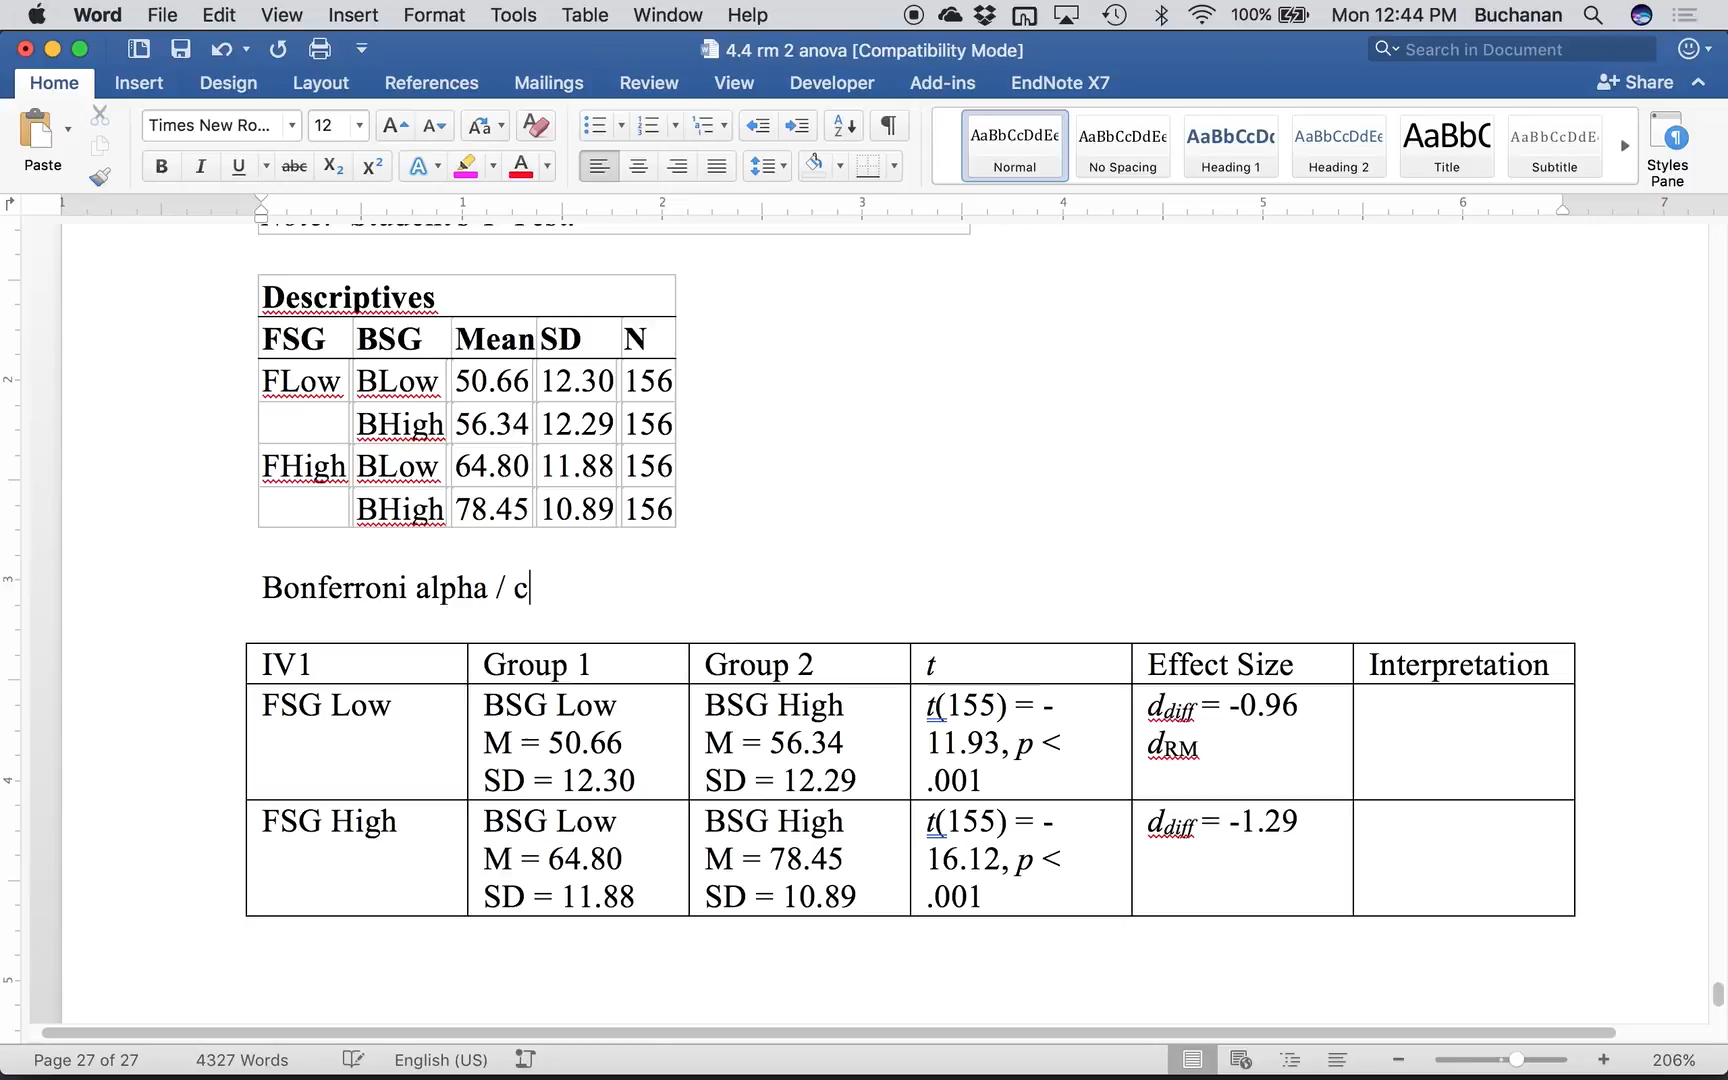 Word File Edit View Insert Format Tools Table Window Help 100% Mon 12:44 PM Buchanan
4.4 rm 2 anova [Compatibility Mode] Search in Document
Home Insert Design Layout References Mailings Review View Developer Add-ins EndNote X7 Share
Paste Times New Ro... 12
AaBbCcDdEe AaBbCcDdEe AaBbCcDc AaBbCcDdEe AaBbC AaBbCcDdE
Normal No Spacing Heading 1 Heading 2 Title Subtitle Styles Pane
1 1 2 3 4 5 6 7
Descriptives
FSG BSG Mean SD N
FLow BLow 50.66 12.30 156
BHigh 56.34 12.29 156
FHigh BLow 64.80 11.88 156
BHigh 78.45 10.89 156
Bonferroni alpha / c
IV1 Group 1 Group 2 t Effect Size Interpretation
FSG Low BSG Low BSG High t(155) = - ddiff = -0.96
M = 50.66 M = 56.34 11.93, p < dRM
SD = 12.30 SD = 12.29 .001
FSG High BSG Low BSG High t(155) = - ddiff = -1.29
M = 64.80 M = 78.45 16.12, p <
SD = 11.88 SD = 10.89 .001
Page 27 of 27 4327 Words English (US) 206%